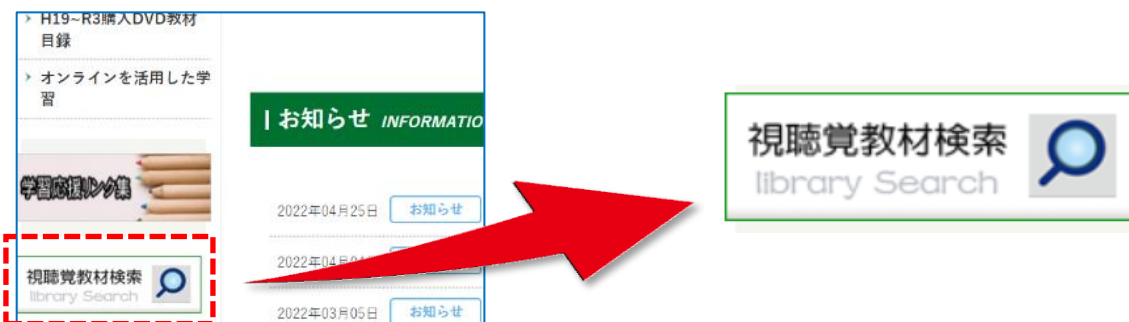 H19~R3購入DVD教材
目録
オンラインを活用した学
習
学習応援リンク集
視聴覚教材検索
library Search
お知らせ INFORMATIO
2022年04月25日 お知らせ
2022年04月04日
2022年03月05日 お知らせ
視聴覚教材検索
library Search